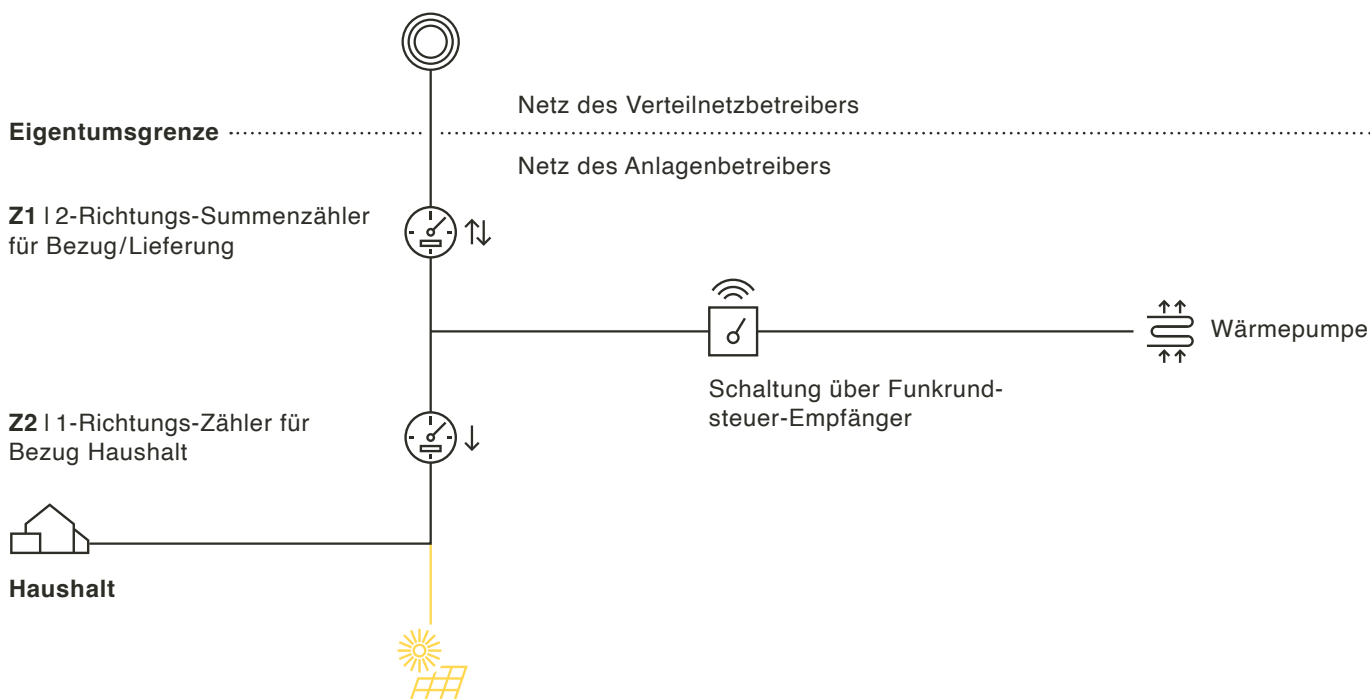 Netz des Verteilnetzbetreibers
Eigentumsgrenze
Netz des Anlagenbetreibers
Z1 | 2-Richtungs-Summenzähler
für Bezug/Lieferung
Wärmepumpe
Schaltung über Funkrund-
steuer-Empfänger
Z2 | 1-Richtungs-Zähler für
Bezug Haushalt
Haushalt